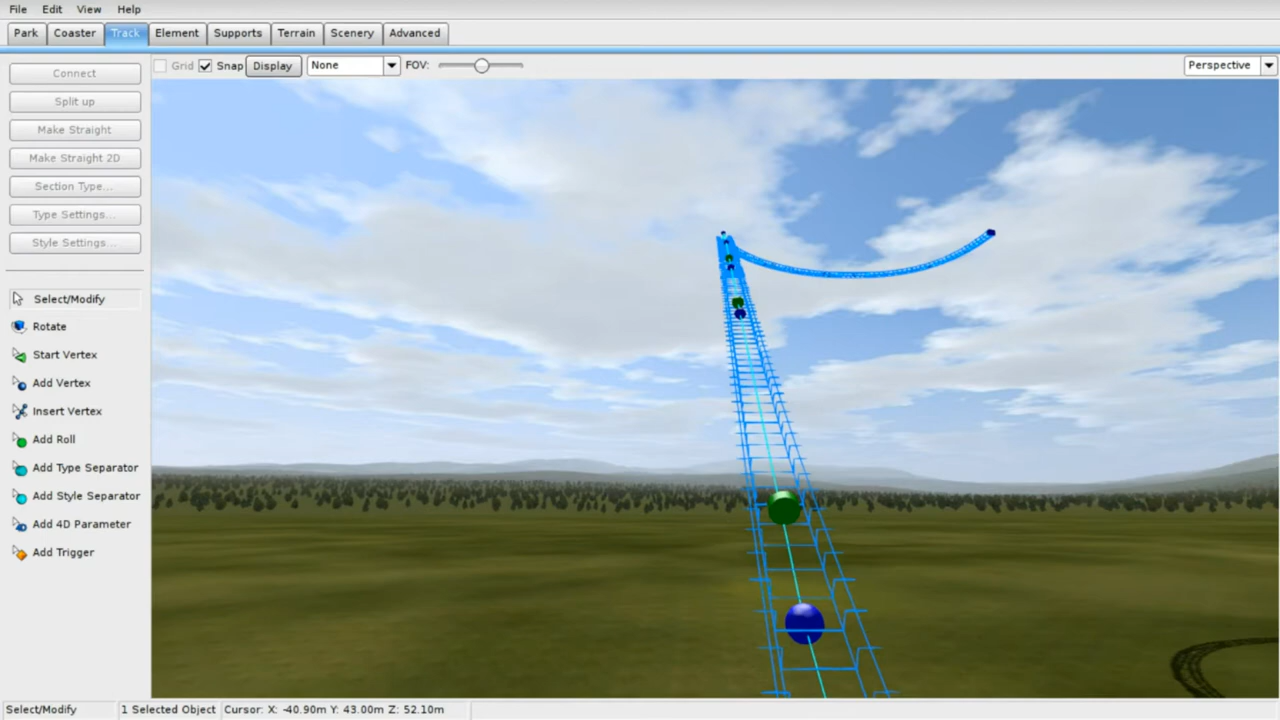 File Edit View Help
Park Coaster Track Element Supports Terrain Scenery Advanced
Grid Snap Display None FOV: Perspective
Connect
Split up
Make Straight
Make Straight 2D
Section Type...
Type Settings...
Style Settings...
Select/Modify
Rotate
Start Vertex
Add Vertex
Insert Vertex
Add Roll
Add Type Separator
Add Style Separator
Add 4D Parameter
Add Trigger
Select/Modify 1 Selected Object Cursor: X: -40.90m Y: 43.00m Z: 52.10m